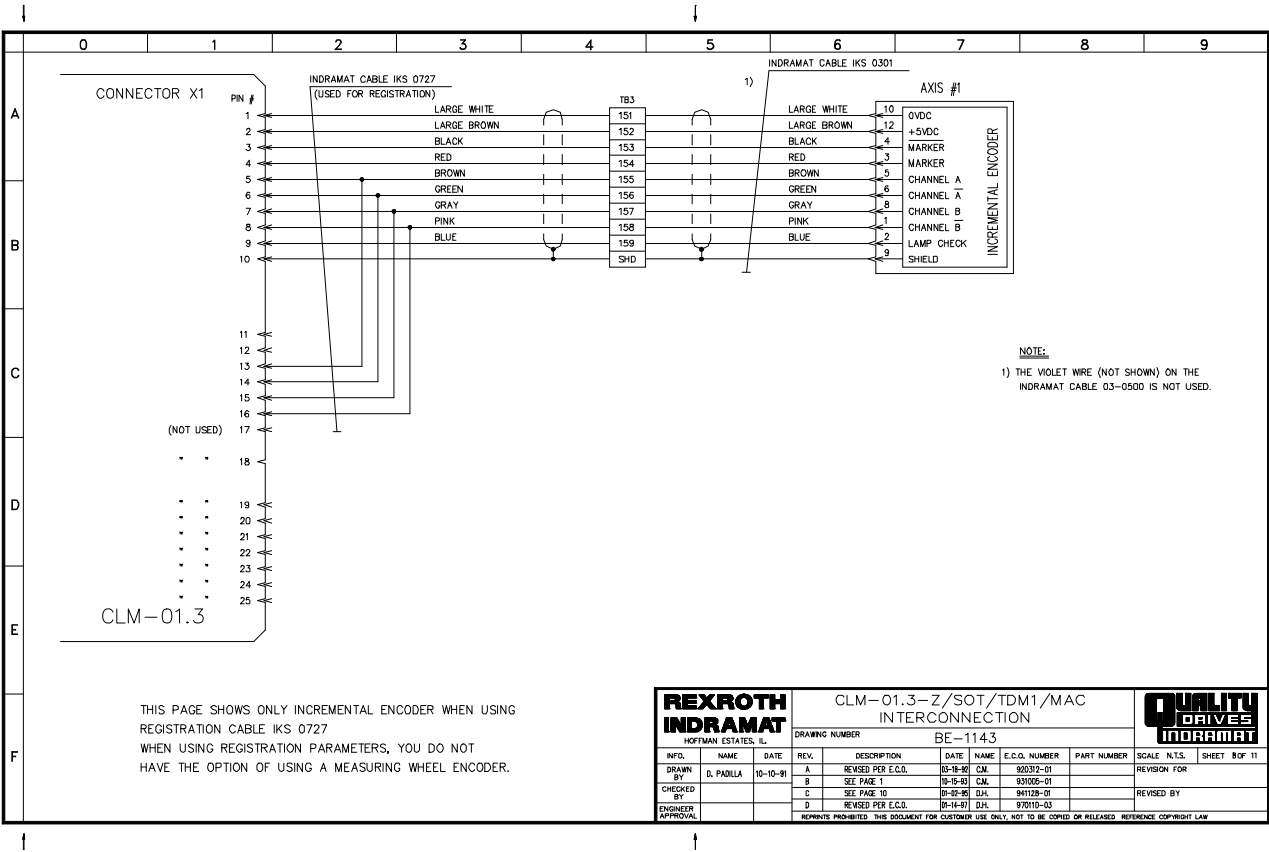 0 1 2 3 4 5 6 7 8 9
A
B
C
D
E
F
CONNECTOR X1
PIN #
1
2
3
4
5
6
7
8
9
10
11
12
13
14
15
16
(NOT USED) 17
" " 18
" " 19
" " 20
" " 21
" " 22
" " 23
" " 24
" " 25
CLM-01.3
INDRAMAT CABLE IKS 0727
(USED FOR REGISTRATION)
LARGE WHITE
LARGE BROWN
BLACK
RED
BROWN
GREEN
GRAY
PINK
BLUE
TB3
151
152
153
154
155
156
157
158
159
SHD
1)
INDRAMAT CABLE IKS 0301
LARGE WHITE
LARGE BROWN
BLACK
RED
BROWN
GREEN
GRAY
PINK
BLUE
AXIS #1
10 0VDC
12 +5VDC
4 MARKER
3 MARKER
5 CHANNEL A
6 CHANNEL A
8 CHANNEL B
1 CHANNEL B
2 LAMP CHECK
9 SHIELD
INCREMENTAL ENCODER
NOTE:
1) THE VIOLET WIRE (NOT SHOWN) ON THE
INDRAMAT CABLE 03-0500 IS NOT USED.
THIS PAGE SHOWS ONLY INCREMENTAL ENCODER WHEN USING
REGISTRATION CABLE IKS 0727
WHEN USING REGISTRATION PARAMETERS, YOU DO NOT
HAVE THE OPTION OF USING A MEASURING WHEEL ENCODER.
REXROTH
INDRAMAT
HOFFMAN ESTATES, IL.
CLM-01.3-Z/SOT/TDM1/MAC
INTERCONNECTION
DRAWING NUMBER BE-1143
QUALITY
DRIVES
INDRAMAT
INFO. NAME DATE REV. DESCRIPTION DATE NAME E.C.O. NUMBER PART NUMBER SCALE N.T.S. SHEET 8 OF 11
DRAWN BY D. PADILLA 10-10-91
CHECKED BY
ENGINEER APPROVAL
A REVISED PER E.C.O. 03-18-92 C.M. 920312-01
B SEE PAGE 1 10-15-93 C.M. 931005-01
C SEE PAGE 10 01-02-95 D.H. 941128-01
D REVISED PER E.C.O. 01-14-97 D.H. 970110-03
REVISION FOR
REVISED BY
REPRINTS PROHIBITED THIS DOCUMENT FOR CUSTOMER USE ONLY, NOT TO BE COPIED OR RELEASED REFERENCE COPYRIGHT LAW